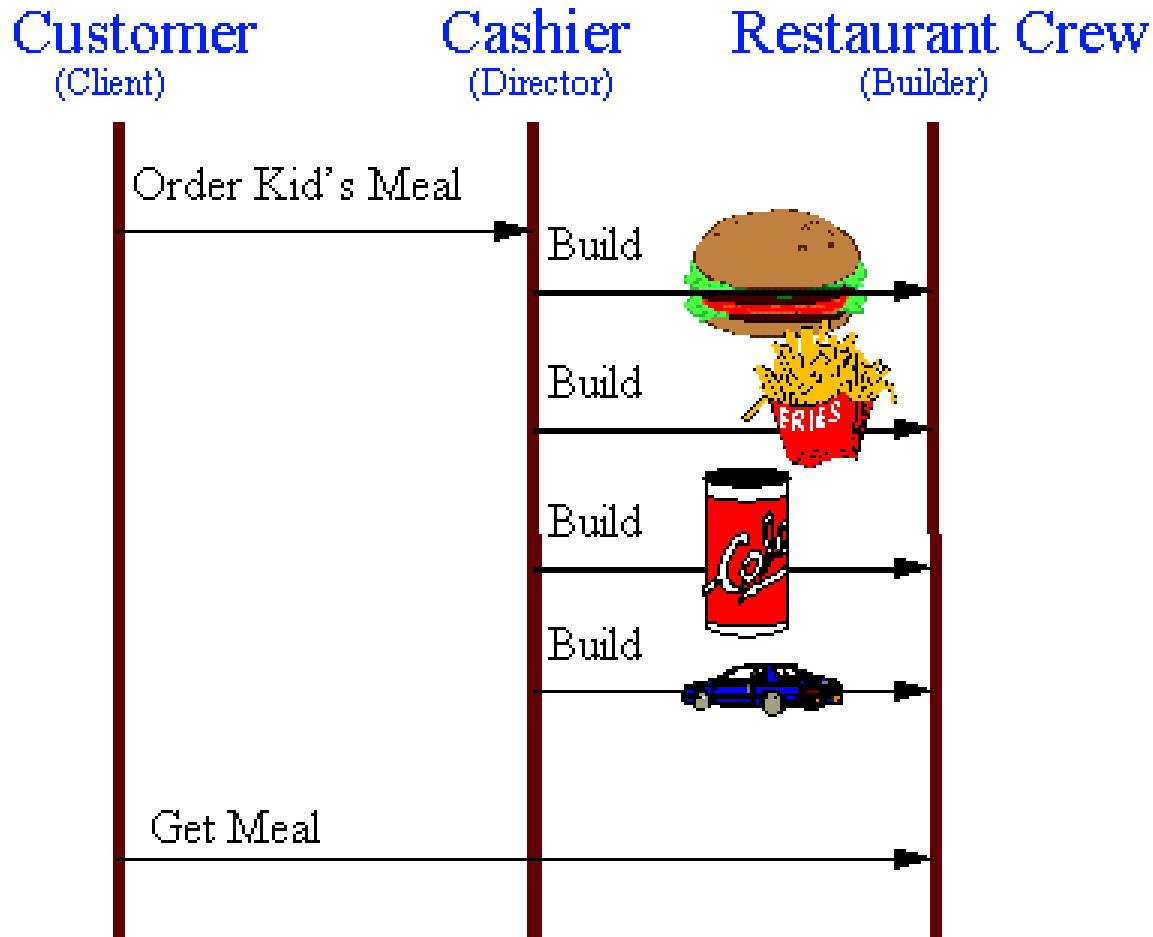 Customer Cashier Restaurant Crew
(Client) (Director) (Builder)
Order Kid's Meal
Build
Build
FRIES
Build
Build
Get Meal